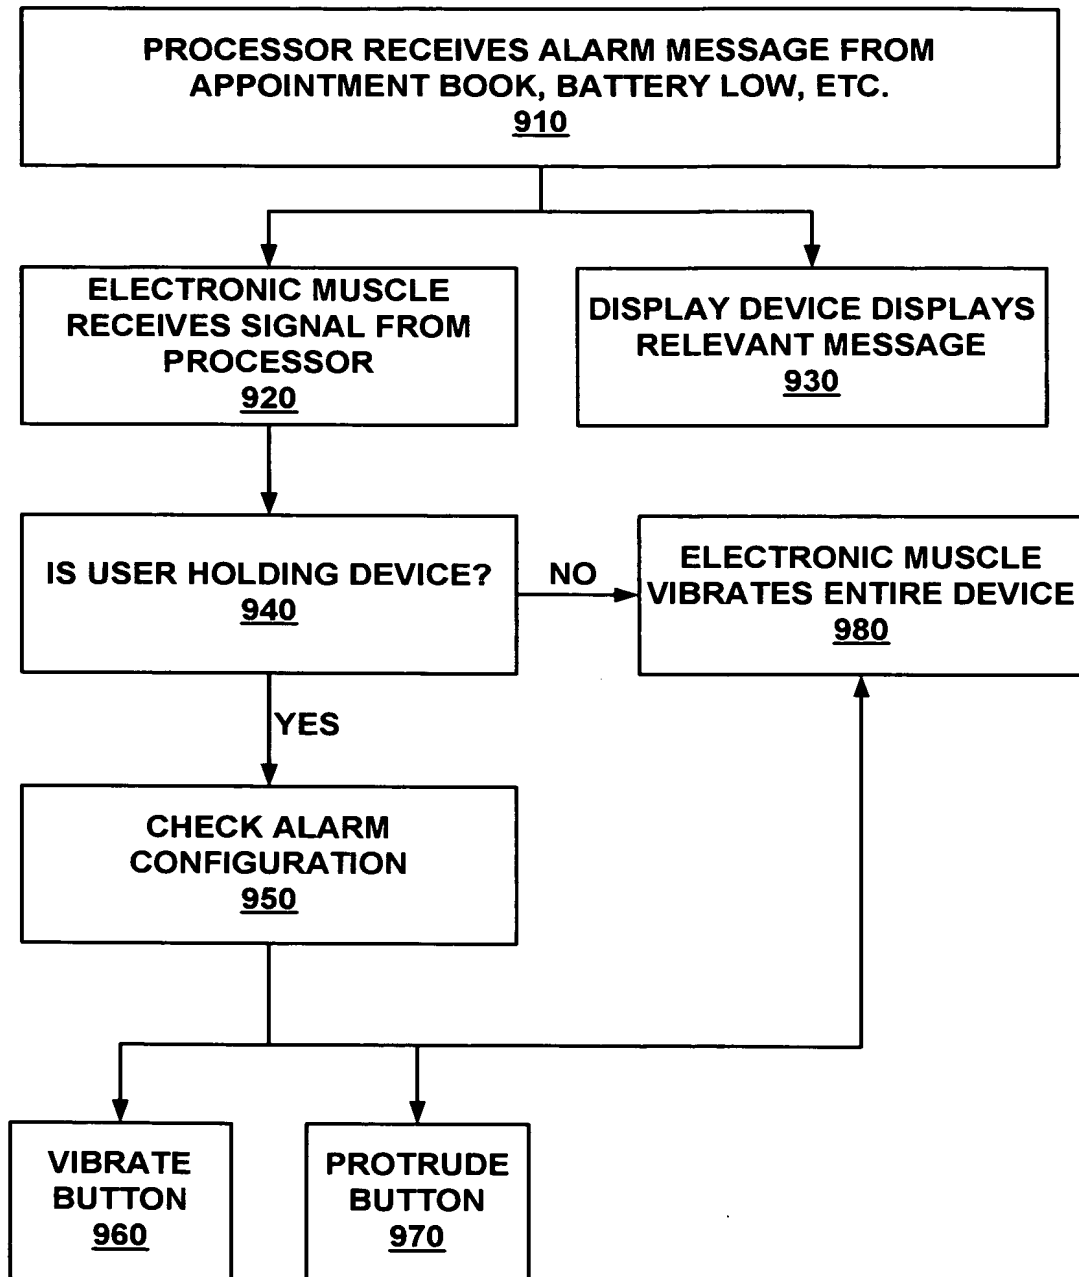 PROCESSOR RECEIVES ALARM MESSAGE FROM
APPOINTMENT BOOK, BATTERY LOW, ETC.
910
ELECTRONIC MUSCLE
RECEIVES SIGNAL FROM
PROCESSOR
920
DISPLAY DEVICE DISPLAYS
RELEVANT MESSAGE
930
IS USER HOLDING DEVICE?
940
NO
ELECTRONIC MUSCLE
VIBRATES ENTIRE DEVICE
980
YES
CHECK ALARM
CONFIGURATION
950
VIBRATE
BUTTON
960
PROTRUDE
BUTTON
970